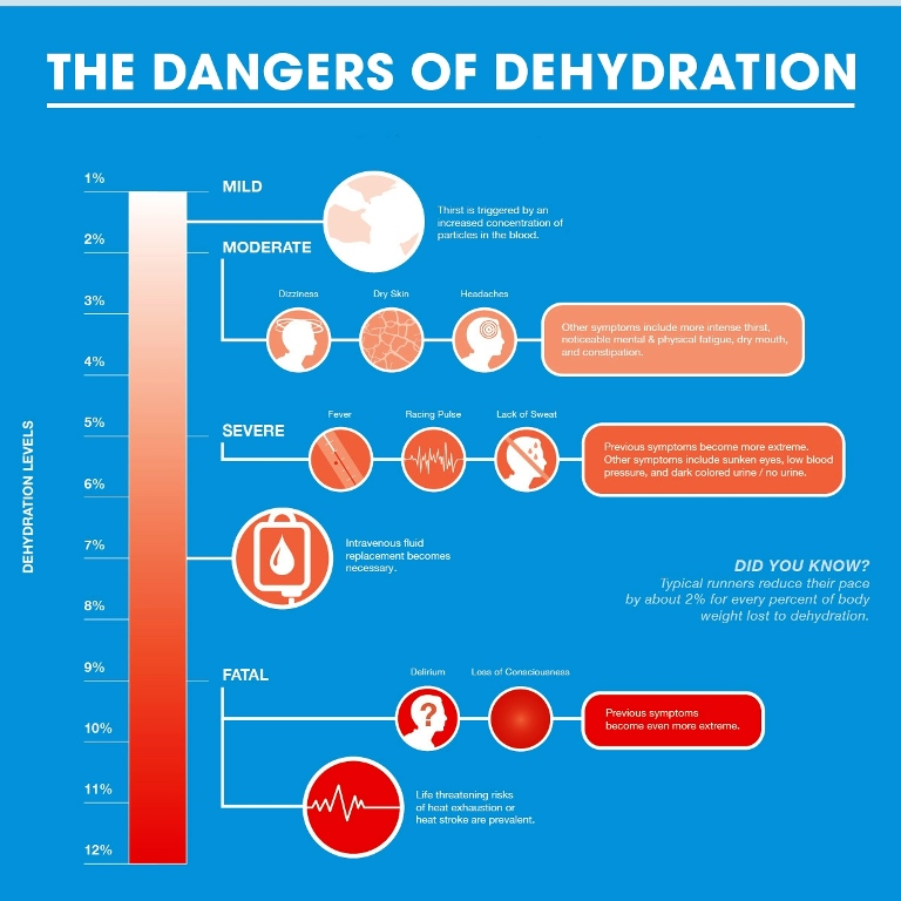 THE DANGERS OF DEHYDRATION
DEHYDRATION LEVELS
1%
MILD
Thirst is triggered by an
increased concentration of
particles in the blood.
2%
MODERATE
3%
Dizziness
Dry Skin
Headaches
Other symptoms include more intense thirst,
noticeable mental & physical fatigue, dry mouth,
and constipation.
4%
5%
SEVERE
Fever
Racing Pulse
Lack of Sweat
Previous symptoms become more extreme.
Other symptoms include sunken eyes, low blood
pressure, and dark colored urine / no urine.
6%
7%
Intravenous fluid
replacement becomes
necessary.
DID YOU KNOW?
Typical runners reduce their pace
by about 2% for every percent of body
weight lost to dehydration.
8%
9%
FATAL
Delirium
Loss of Consciousness
?
Previous symptoms
become even more extreme.
10%
11%
Life threatening risks
of heat exhaustion or
heat stroke are prevalent.
12%